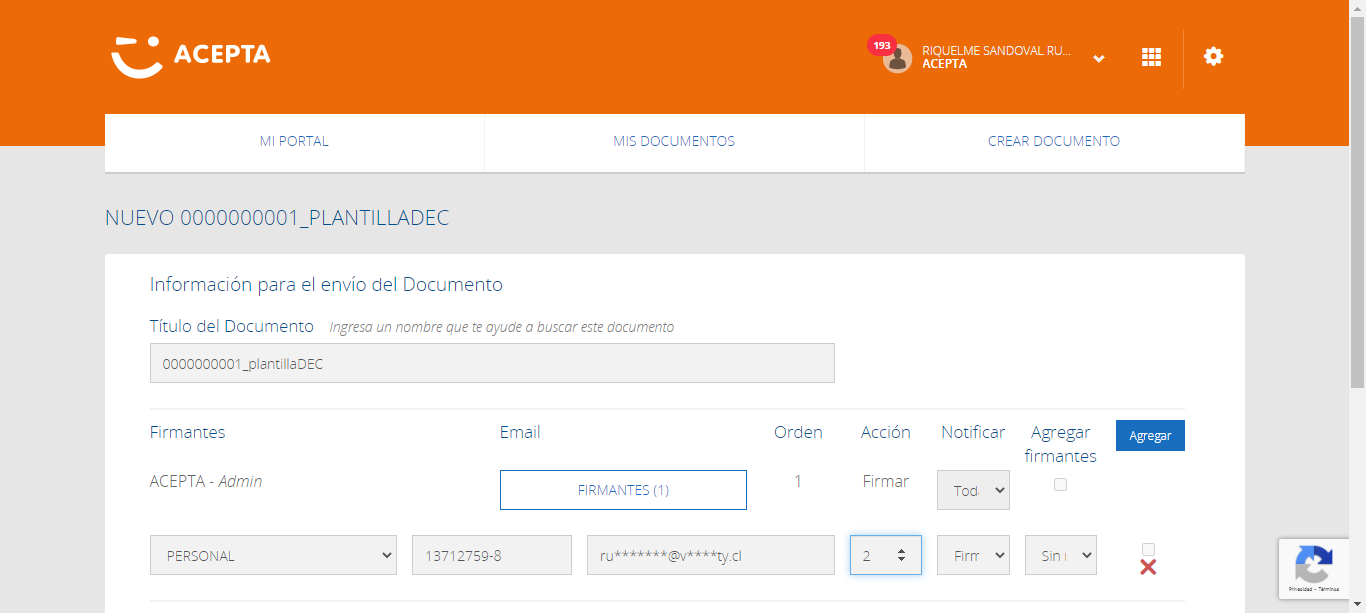 ACEPTA
193
RIQUELME SANDOVAL RU...
ACEPTA
MI PORTAL
MIS DOCUMENTOS
CREAR DOCUMENTO
NUEVO 0000000001_PLANTILLADEC
Información para el envío del Documento
Título del Documento Ingresa un nombre que te ayude a buscar este documento
0000000001_plantillaDEC
Firmantes Email Orden Acción Notificar Agregar firmantes Agregar
ACEPTA - Admin FIRMANTES (1) 1 Firmar Tod
PERSONAL 13712759-8 ru*******@v****ty.cl 2 Firm Sin
Privacidad - Términos